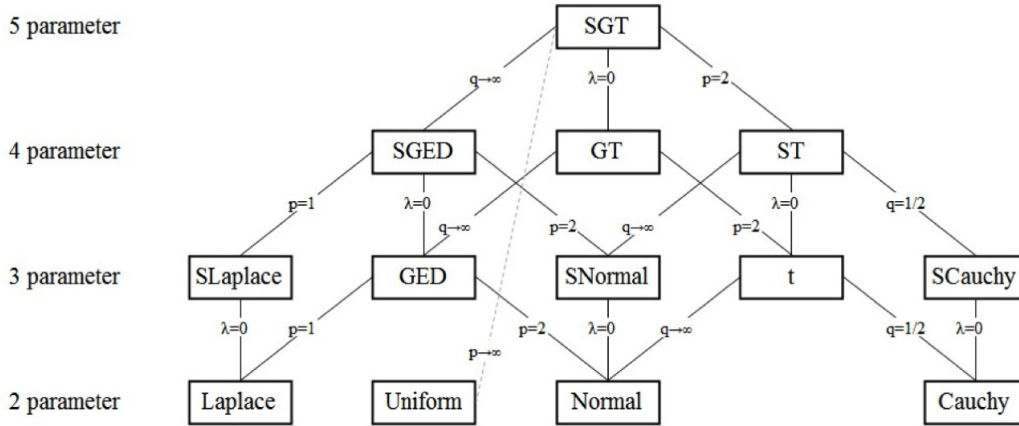 5 parameter SGT
q→∞ λ=0 p=2
4 parameter SGED GT ST
p=1 λ=0 q→∞ p=2 q→∞ p=2 λ=0 q=1/2
3 parameter SLaplace GED SNormal t SCauchy
λ=0 p=1 p→∞ p=2 λ=0 q→∞ q=1/2 λ=0
2 parameter Laplace Uniform Normal Cauchy